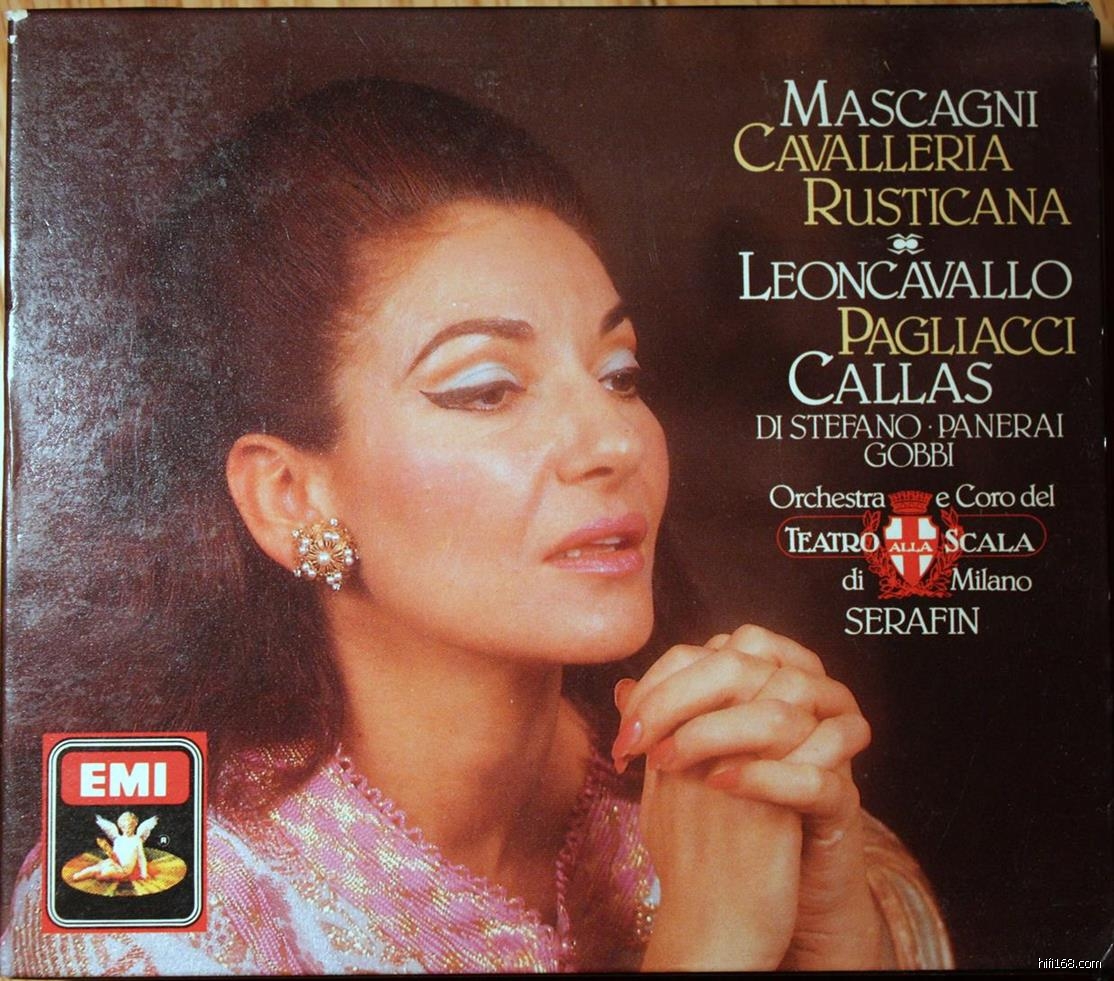 MASCAGNI
CAVALLERIA
RUSTICANA
LEONCAVALLO
PAGLIACCI
CALLAS
DI STEFANO · PANERAI
GOBBI
Orchestra e Coro del
TEATRO ALLA SCALA
di Milano
SERAFIN
EMI
®
hifi168.com